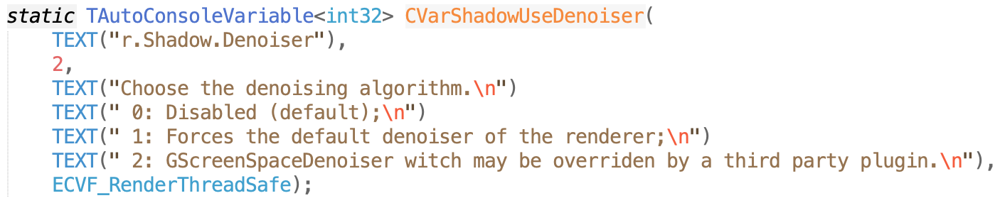 static TAutoConsoleVariable<int32> CVarShadowUseDenoiser(
TEXT("r.Shadow.Denoiser"),
2,
TEXT("Choose the denoising algorithm.\n")
TEXT(" 0: Disabled (default);\n")
TEXT(" 1: Forces the default denoiser of the renderer;\n")
TEXT(" 2: GScreenSpaceDenoiser witch may be overriden by a third party plugin.\n"),
ECVF_RenderThreadSafe);